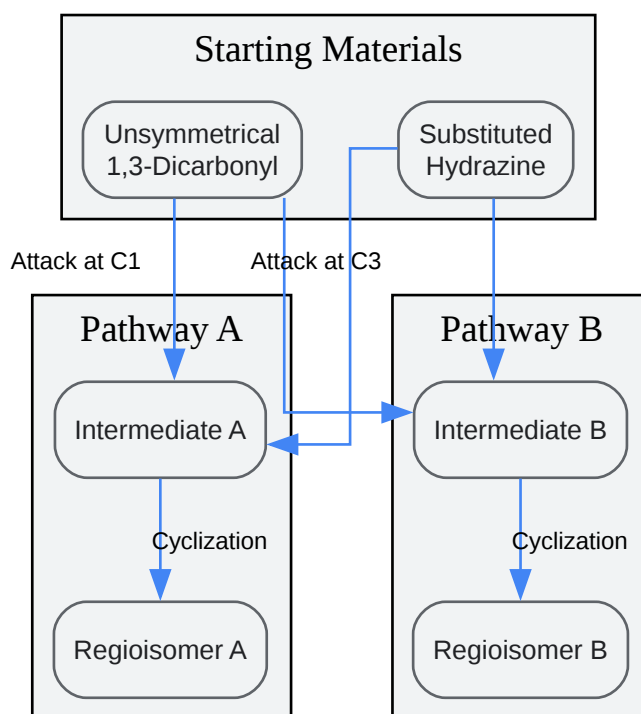 Starting Materials
Unsymmetrical
1,3-Dicarbonyl
Substituted
Hydrazine
Attack at C1
Attack at C3
Pathway A
Pathway B
Intermediate A
Intermediate B
Cyclization
Cyclization
Regioisomer A
Regioisomer B